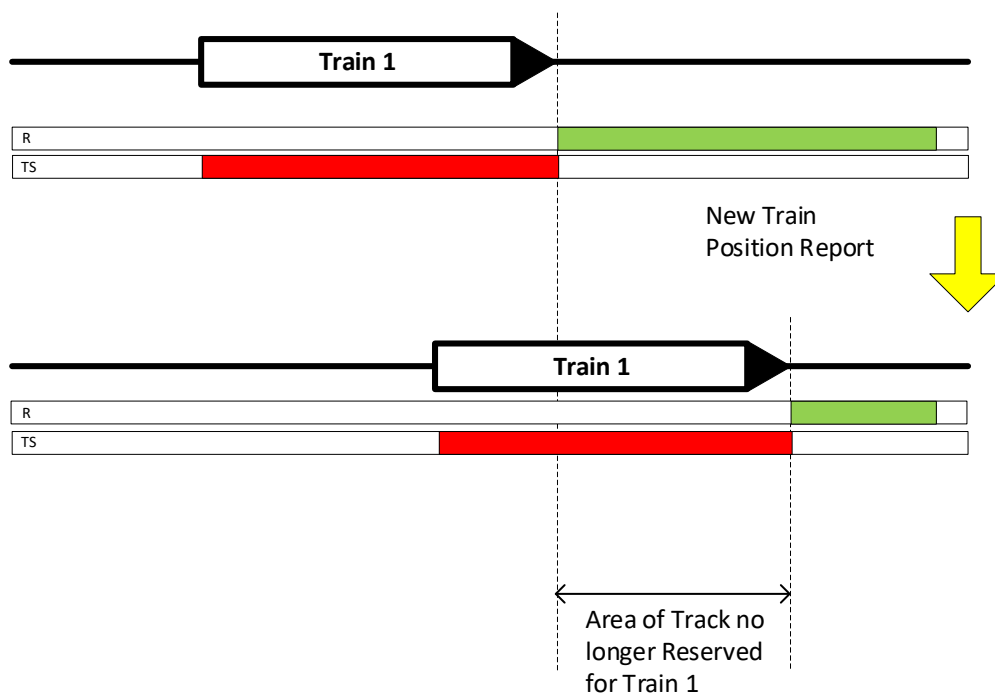 Train 1
R
TS
New Train
Position Report
Train 1
R
TS
Area of Track no
longer Reserved
for Train 1